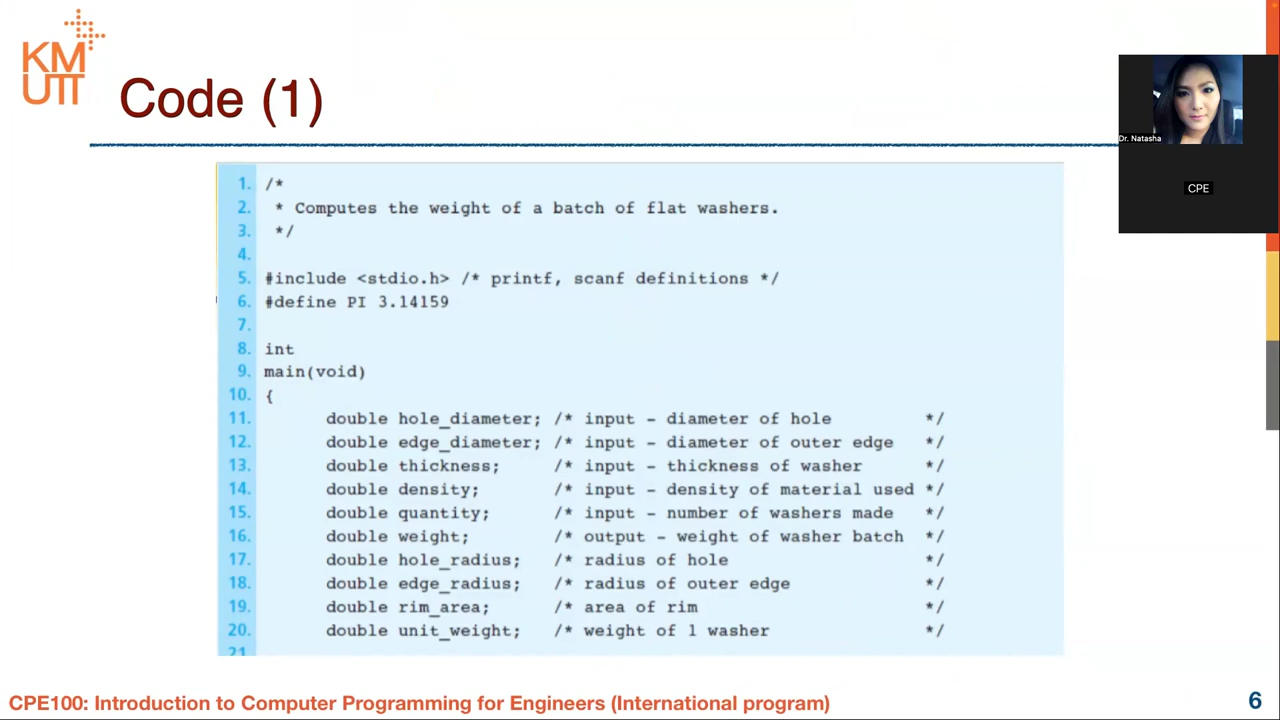 KM
UTT
Code (1)
Dr. Natasha
CPE
1. /*
2. * Computes the weight of a batch of flat washers.
3. */
4.
5. #include <stdio.h> /* printf, scanf definitions */
6. #define PI 3.14159
7.
8. int
9. main(void)
10. {
11. double hole_diameter; /* input - diameter of hole */
12. double edge_diameter; /* input - diameter of outer edge */
13. double thickness; /* input - thickness of washer */
14. double density; /* input - density of material used */
15. double quantity; /* input - number of washers made */
16. double weight; /* output - weight of washer batch */
17. double hole_radius; /* radius of hole */
18. double edge_radius; /* radius of outer edge */
19. double rim_area; /* area of rim */
20. double unit_weight; /* weight of 1 washer */
21
CPE100: Introduction to Computer Programming for Engineers (International program)
6